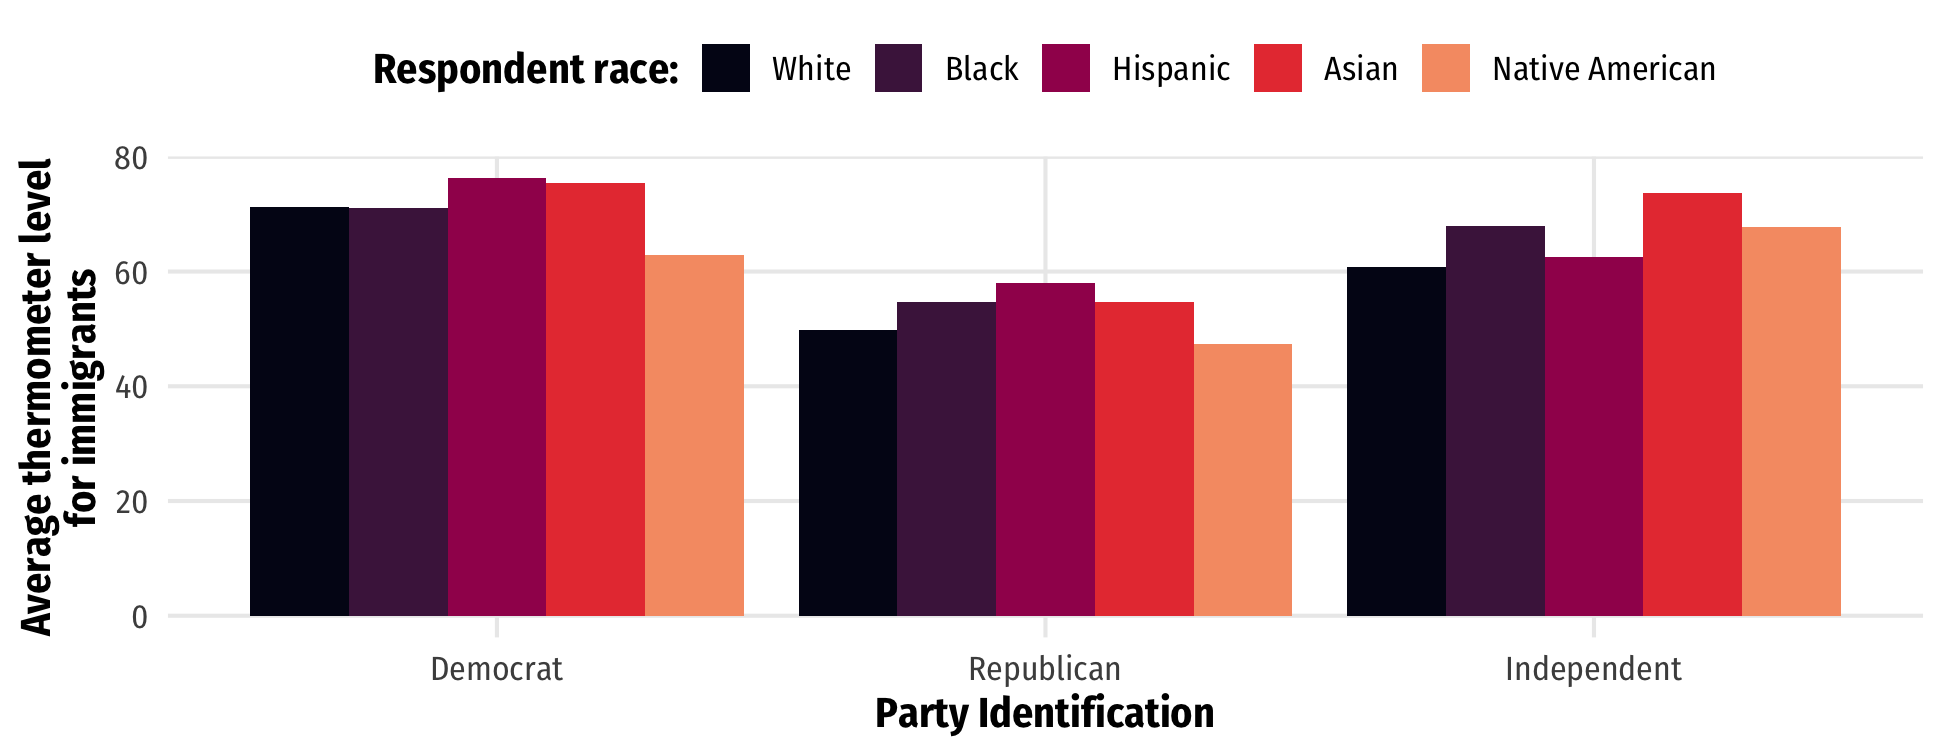 Respondent race: White Black Hispanic Asian Native American
Average thermometer level
for immigrants
80
60
40
20
0
Democrat Republican Independent
Party Identification